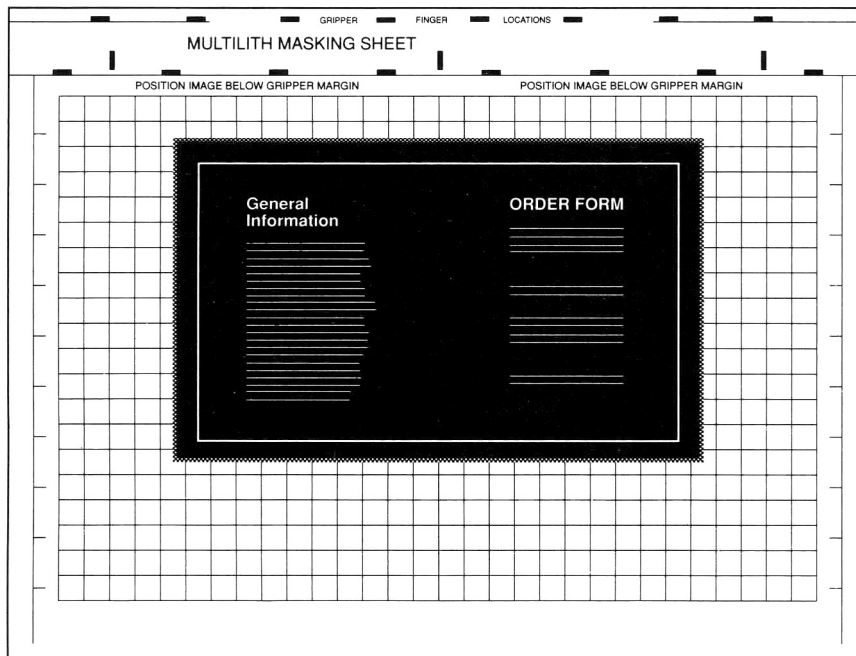 GRIPPER FINGER LOCATIONS
MULTILITH MASKING SHEET
POSITION IMAGE BELOW GRIPPER MARGIN POSITION IMAGE BELOW GRIPPER MARGIN
General
Information
ORDER FORM